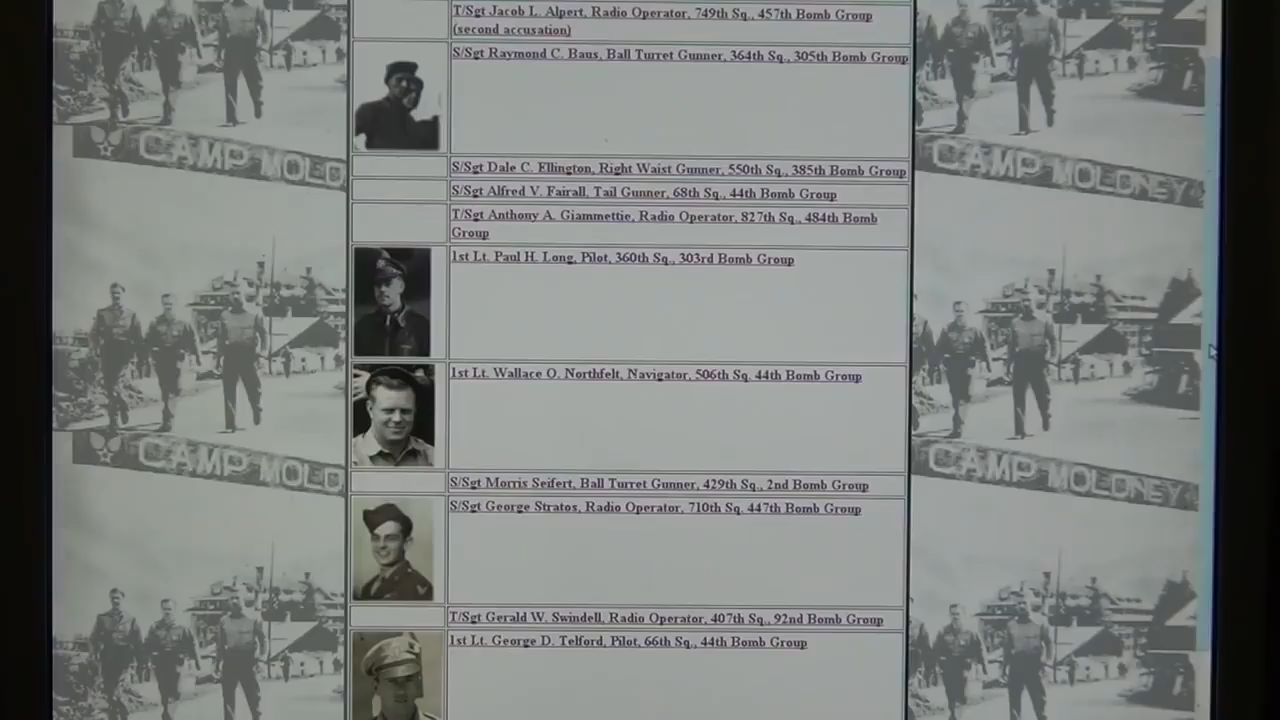 T/Sgt Jacob L. Alpert, Radio Operator, 749th Sq., 457th Bomb Group
(second accusation)
S/Sgt Raymond C. Baus, Ball Turret Gunner, 364th Sq., 305th Bomb Group
CAMP MOLO
CAMP MOLONEY
S/Sgt Dale C. Ellington, Right Waist Gunner, 550th Sq., 385th Bomb Group
S/Sgt Alfred V. Fairall, Tail Gunner, 68th Sq., 44th Bomb Group
T/Sgt Anthony A. Giammettie, Radio Operator, 827th Sq., 484th Bomb
Group
1st Lt. Paul H. Long, Pilot, 360th Sq., 303rd Bomb Group
1st Lt. Wallace O. Northfelt, Navigator, 506th Sq. 44th Bomb Group
CAMP MOLO
CAMP MOLONEY
S/Sgt Morris Seifert, Ball Turret Gunner, 429th Sq., 2nd Bomb Group
S/Sgt George Stratos, Radio Operator, 710th Sq. 447th Bomb Group
T/Sgt Gerald W. Swindell, Radio Operator, 407th Sq., 92nd Bomb Group
1st Lt. George D. Telford, Pilot, 66th Sq., 44th Bomb Group